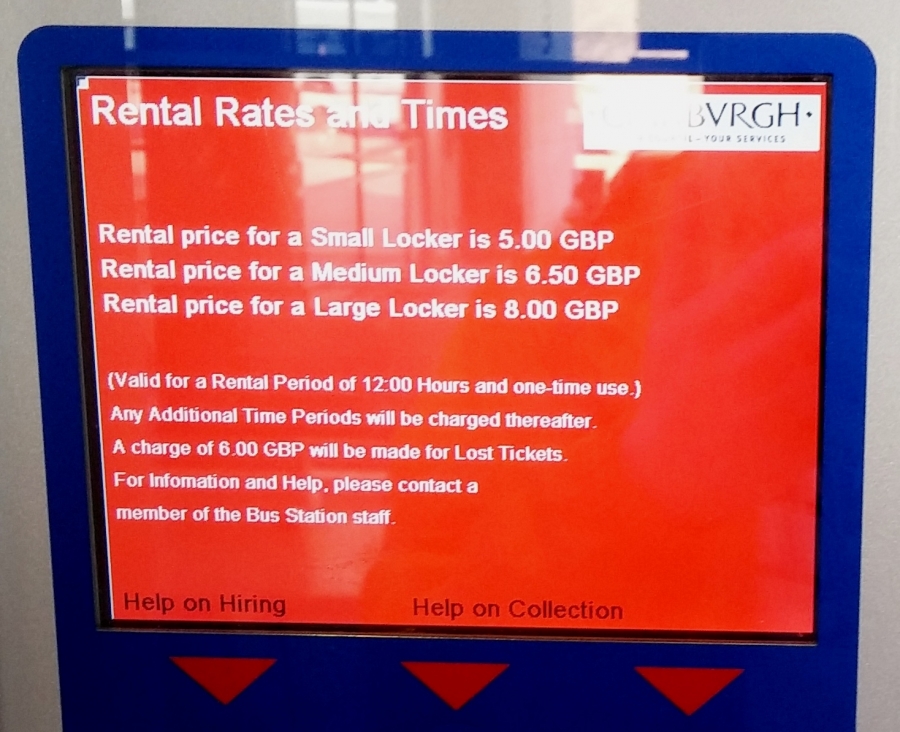 Rental Rates and Times
BVRGH·
YOUR SERVICES
Rental price for a Small Locker is 5.00 GBP
Rental price for a Medium Locker is 6.50 GBP
Rental price for a Large Locker is 8.00 GBP
(Valid for a Rental Period of 12:00 Hours and one-time use.)
Any Additional Time Periods will be charged thereafter.
A charge of 6.00 GBP will be made for Lost Tickets.
For Infomation and Help, please contact a
member of the Bus Station staff.
Help on Hiring
Help on Collection